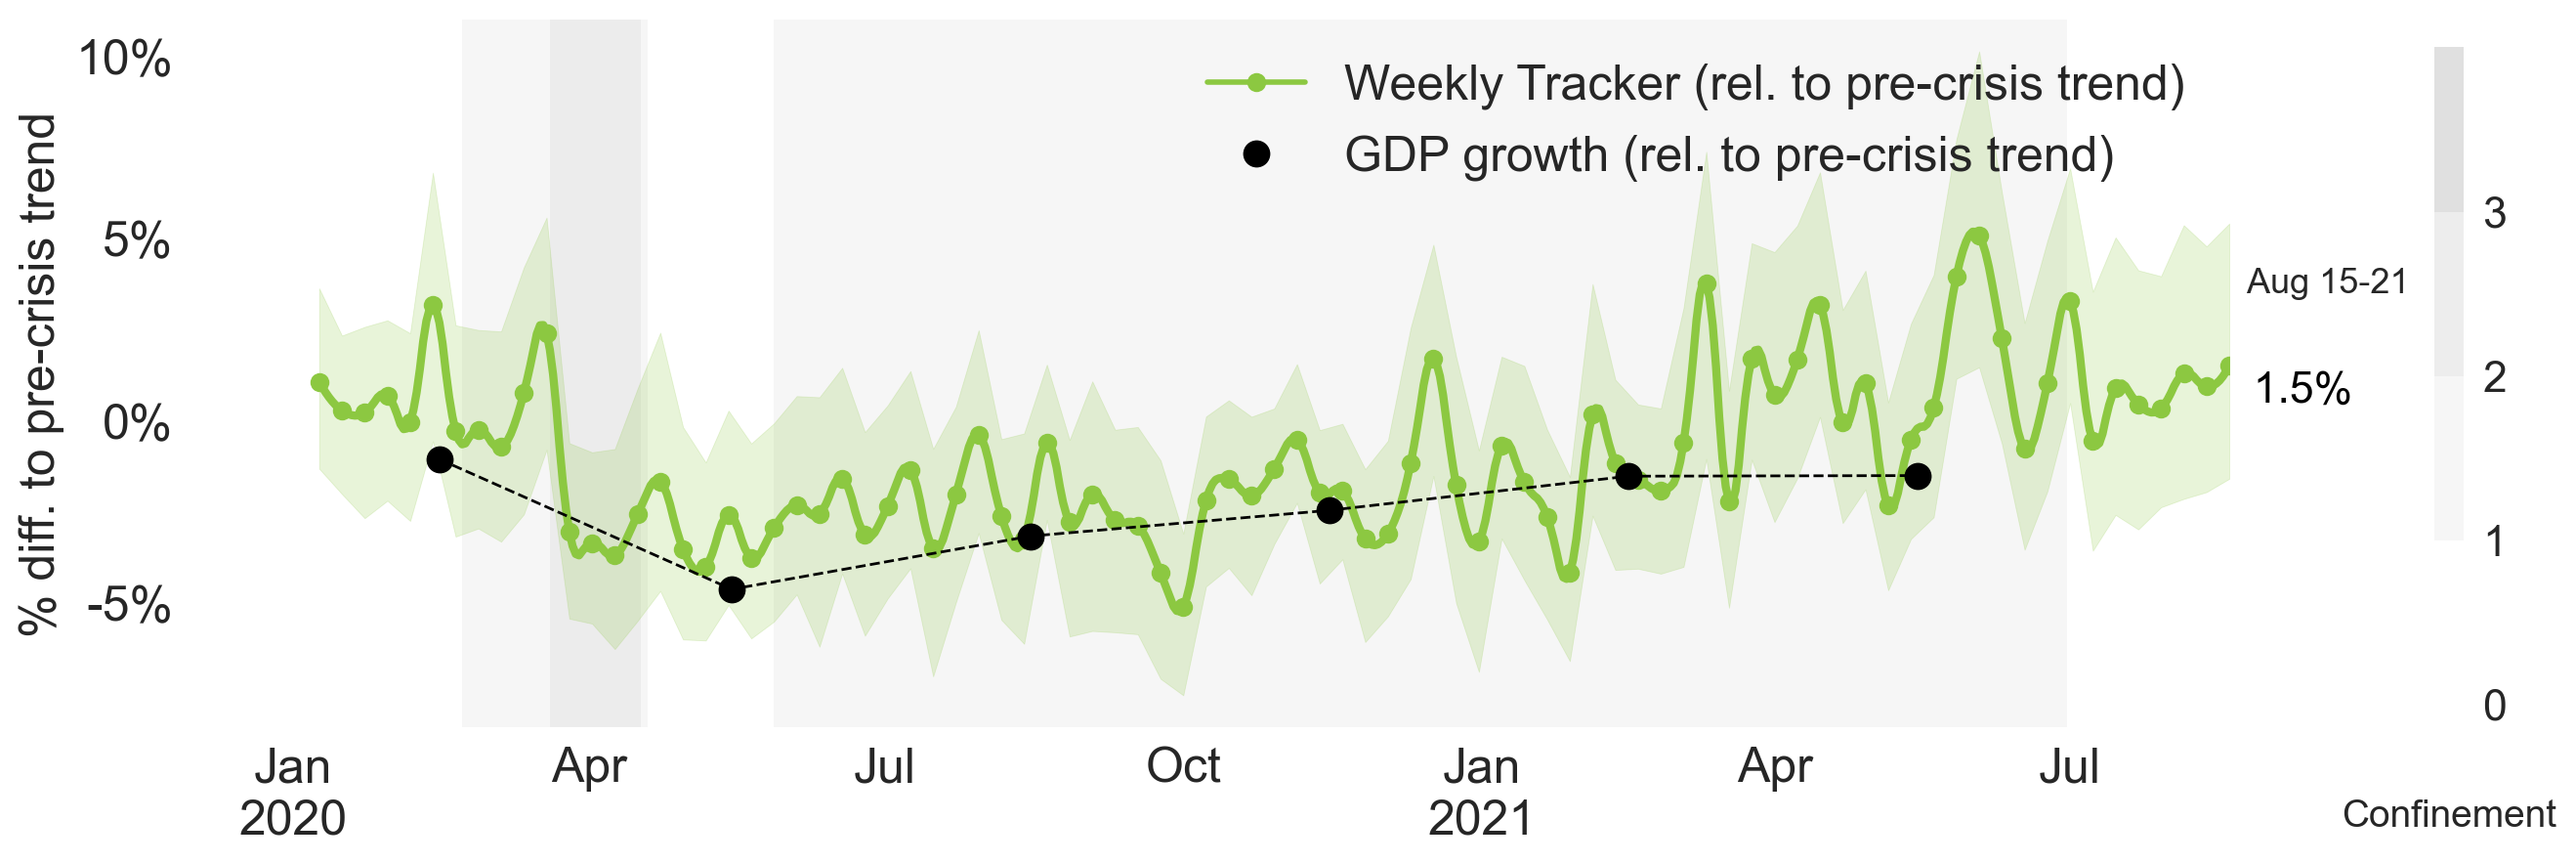 % diff. to pre-crisis trend
10%
5%
0%
-5%
Weekly Tracker (rel. to pre-crisis trend)
GDP growth (rel. to pre-crisis trend)
Aug 15-21
1.5%
3
2
1
0
Jan
2020
Apr
Jul
Oct
Jan
2021
Apr
Jul
Confinement